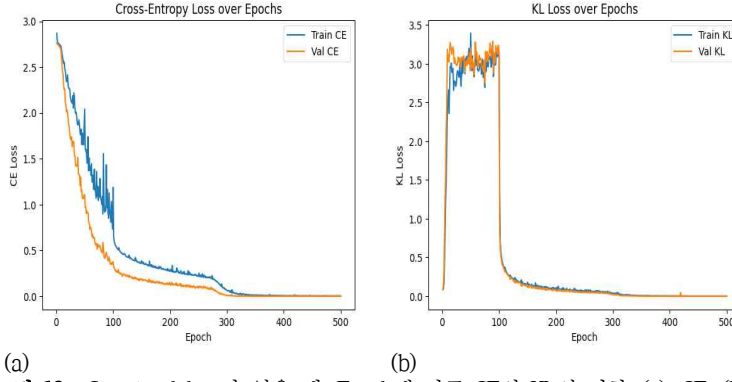 Cross-Entropy Loss over Epochs
3.0
2.5
2.0
1.5
1.0
0.5
0.0
CE Loss
Train CE
Val CE
0 100 200 300 400 500
Epoch
(a)
KL Loss over Epochs
3.5
3.0
2.5
2.0
1.5
1.0
0.5
0.0
KL Loss
Train KL
Val KL
0 100 200 300 400 500
Epoch
(b)